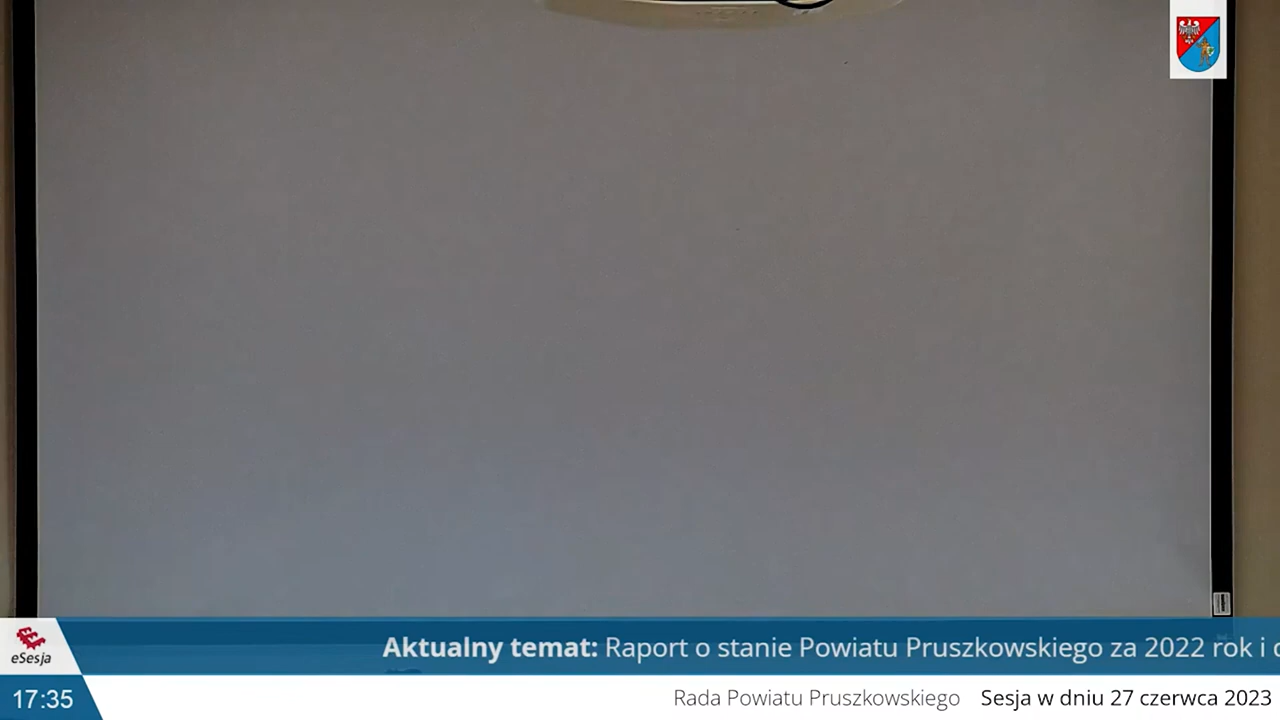 Aktualny temat: Raport o stanie Powiatu Pruszkowskiego za 2022 rok i
eSesja
17:35
Rada Powiatu Pruszkowskiego Sesja w dniu 27 czerwca 2023